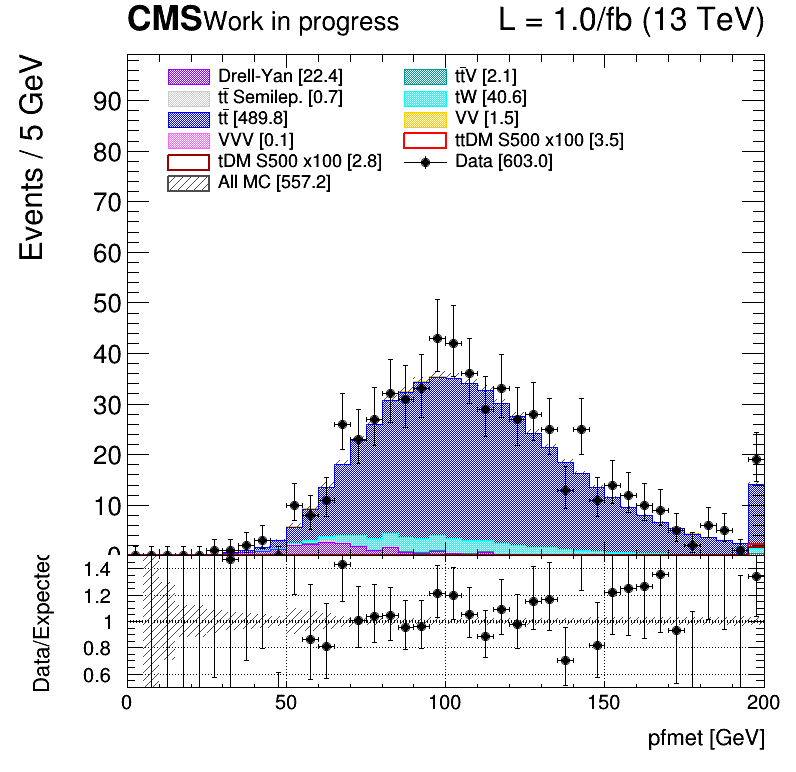 CMS Work in progress L = 1.0/fb (13 TeV)
Events / 5 GeV
Drell-Yan [22.4] tt̄V [2.1]
tt̄ Semilep. [0.7] tW [40.6]
tt̄ [489.8] VV [1.5]
VVV [0.1] ttDM S500 x100 [3.5]
tDM S500 x100 [2.8] Data [603.0]
All MC [557.2]
90
80
70
60
50
40
30
20
10
0
Data/Expected
1.4
1.2
1
0.8
0.6
0 50 100 150 200
pfmet [GeV]